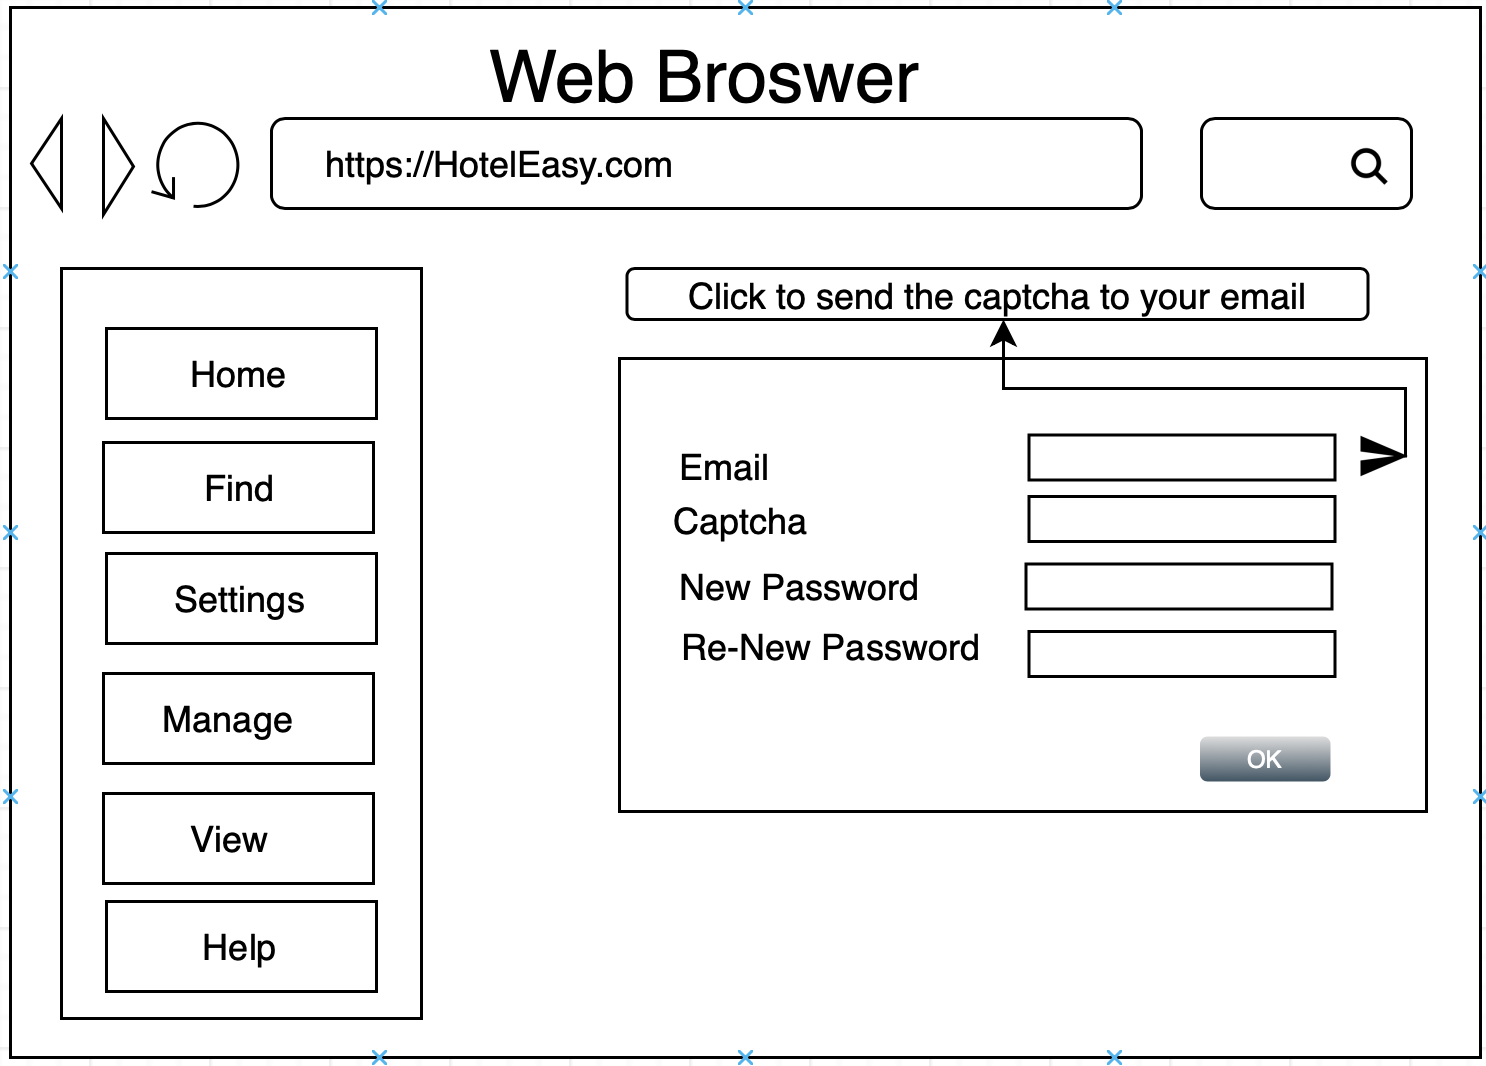 Web Broswer
https://HotelEasy.com
Click to send the captcha to your email
Home
Find
Settings
Manage
View
Help
Email
Captcha
New Password
Re-New Password
OK